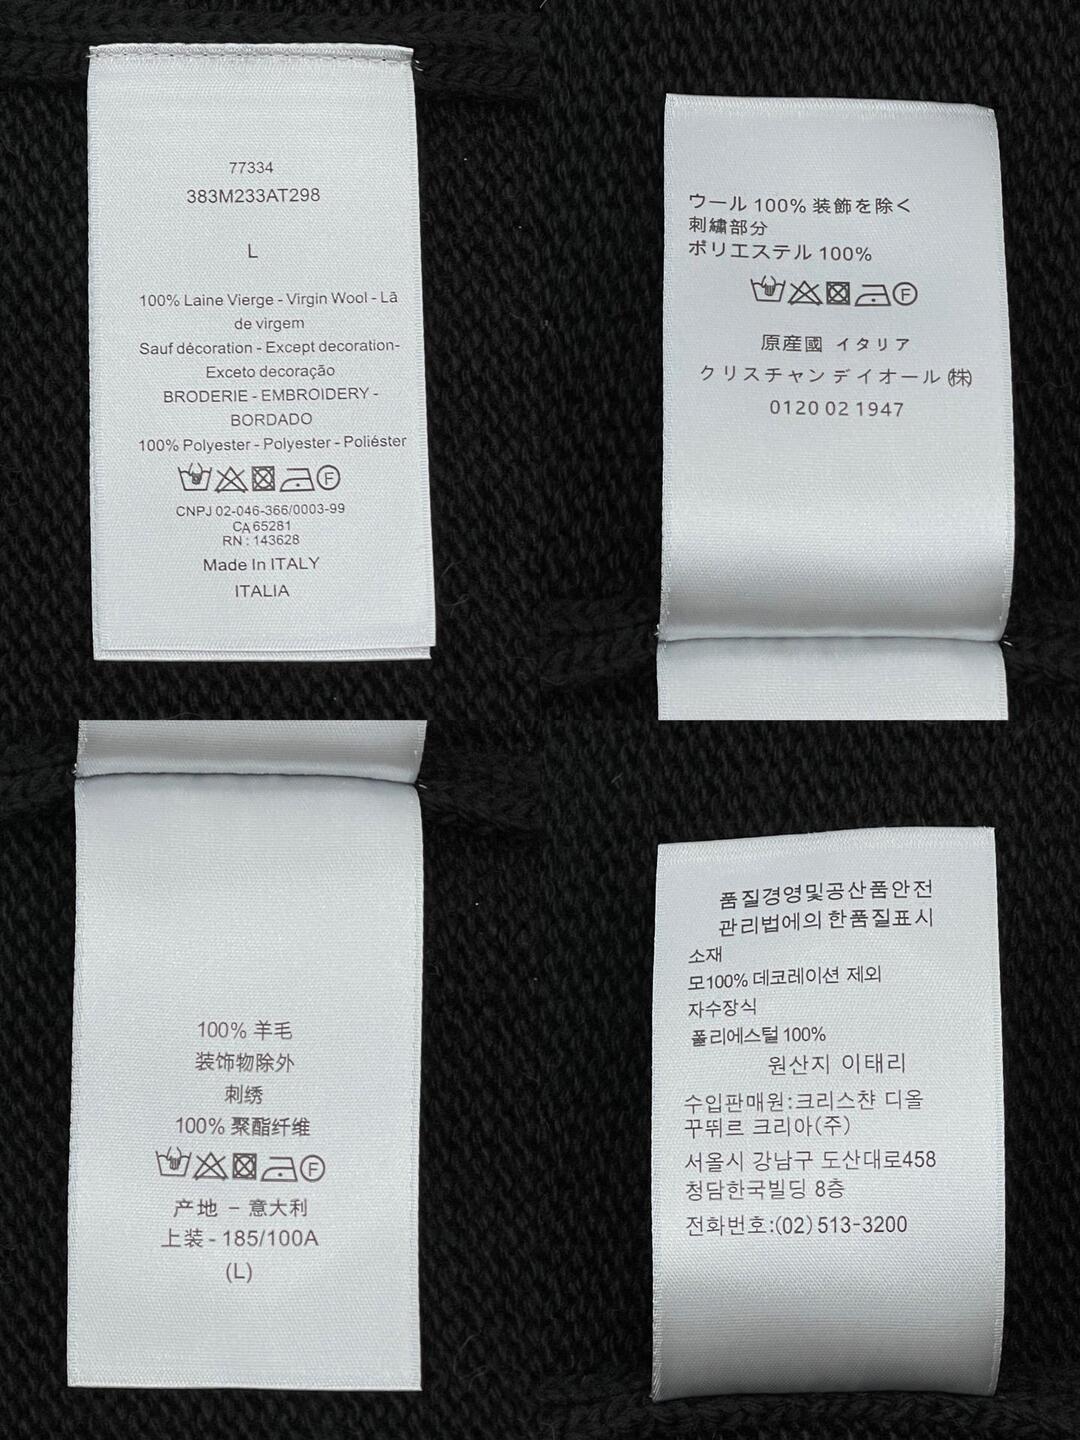 77334
383M233AT298
L
100% Laine Vierge - Virgin Wool - Lã
de virgem
Sauf décoration - Except decoration-
Exceto decoração
BRODERIE - EMBROIDERY -
BORDADO
100% Polyester - Polyester - Poliéster
F
CNPJ 02-046-366/0003-99
CA 65281
RN : 143628
Made In ITALY
ITALIA
ウール 100% 装飾を除く
刺繍部分
ポリエステル 100%
F
原産國 イタリア
クリスチャン デイオール ㈱
0120 02 1947
100% 羊毛
装饰物除外
刺绣
100% 聚酯纤维
F
产地 - 意大利
上装 - 185/100A
(L)
품질경영및공산품안전
관리법에의한품질표시
소재
모100% 데코레이션 제외
자수장식
폴리에스털 100%
원산지 이태리
수입판매원:크리스챤 디올
꾸뛰르 크리아(주)
서올시 강남구 도산대로458
청담한국빌딩 8층
전화번호:(02)513-3200